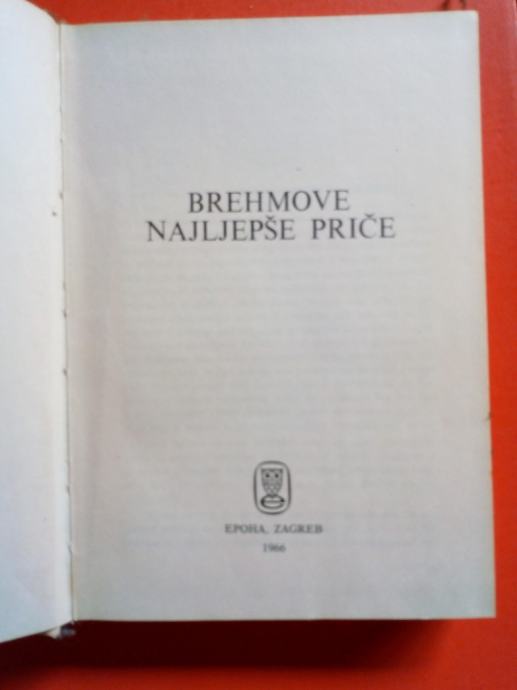 BREHMOVE
NAJLJEPŠE PRIČE
EPOHA, ZAGREB
1966